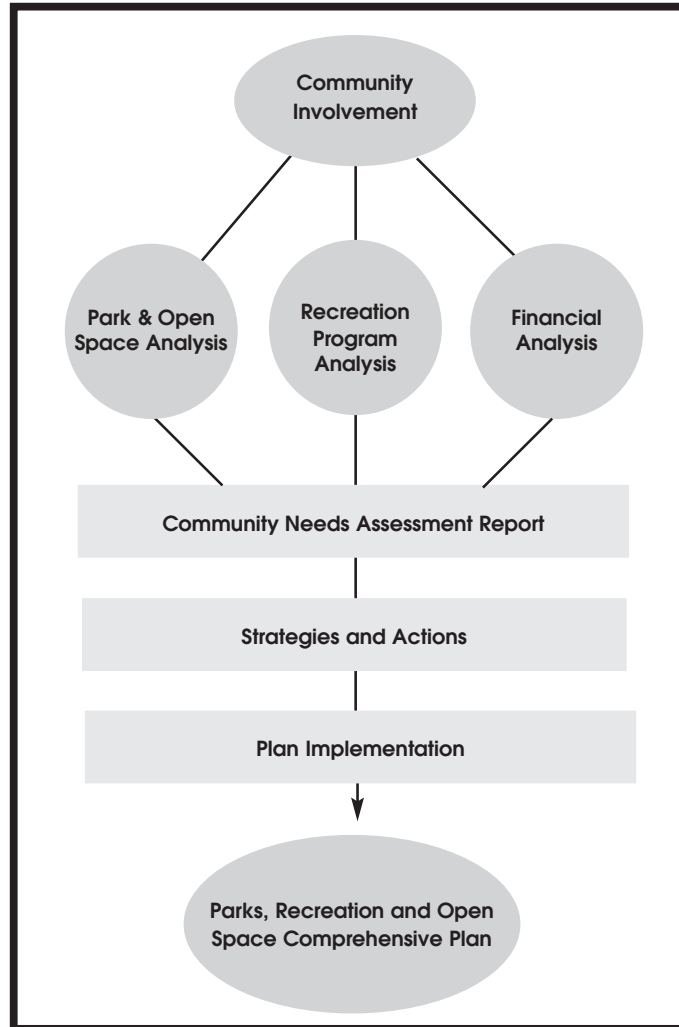 Community
Involvement
Park & Open
Space Analysis
Recreation
Program
Analysis
Financial
Analysis
Community Needs Assessment Report
Strategies and Actions
Plan Implementation
Parks, Recreation and Open
Space Comprehensive Plan